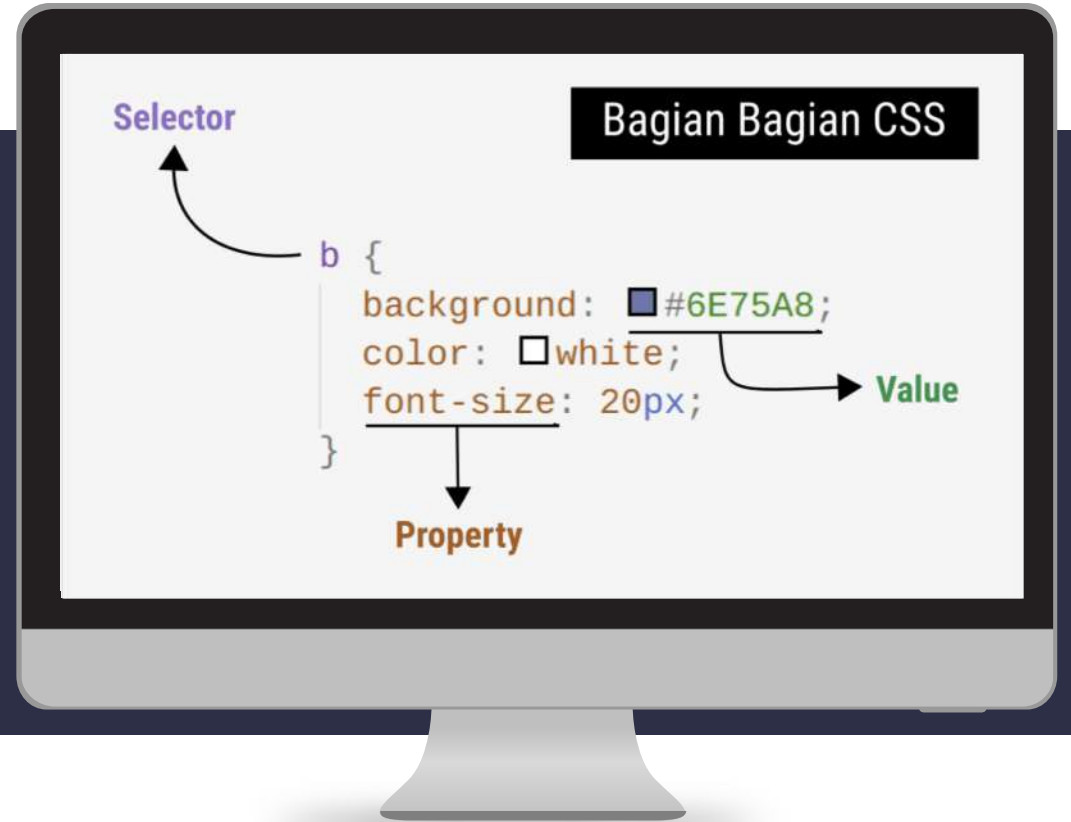 Selector
Bagian Bagian CSS
b {
background: #6E75A8;
color: white;
font-size: 20px;
}
Value
Property